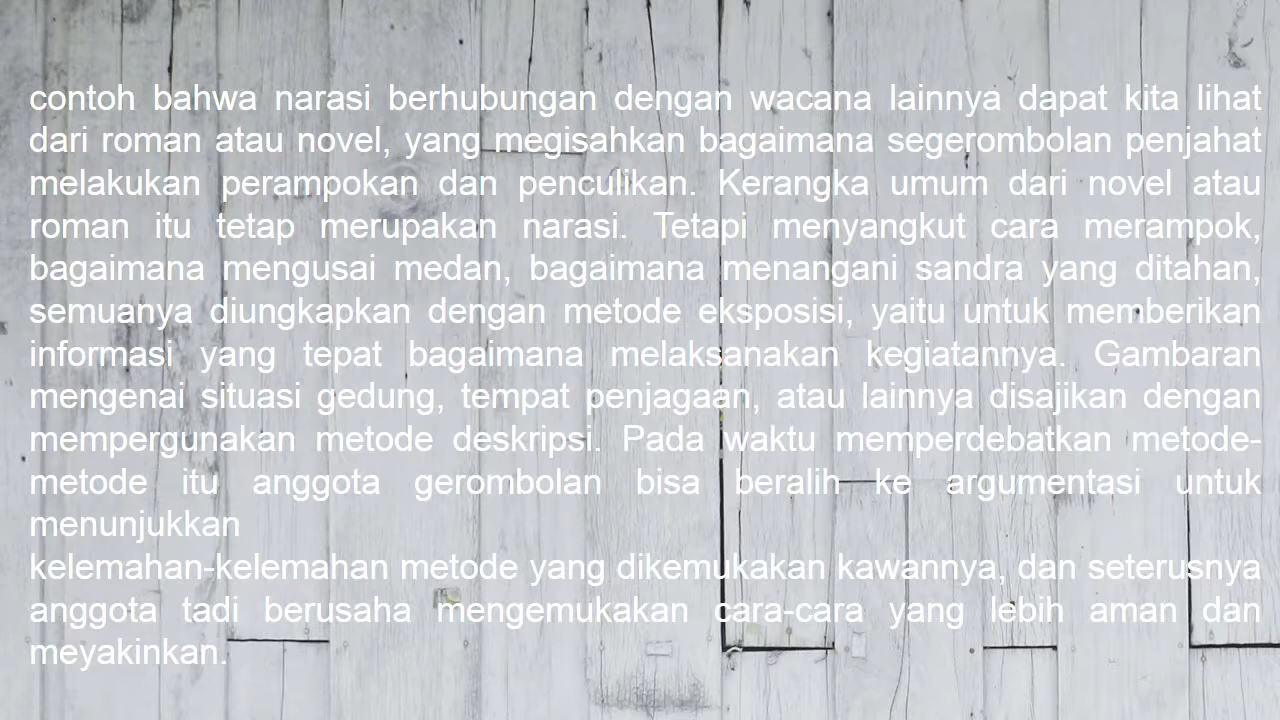 contoh bahwa narasi berhubungan dengan wacana lainnya dapat kita lihat
dari roman atau novel, yang megisahkan bagaimana segerombolan penjahat
melakukan perampokan dan penculikan. Kerangka umum dari novel atau
roman itu tetap merupakan narasi. Tetapi menyangkut cara merampok,
bagaimana mengusai medan, bagaimana menangani sandra yang ditahan,
semuanya diungkapkan dengan metode eksposisi, yaitu untuk memberikan
informasi yang tepat bagaimana melaksanakan kegiatannya. Gambaran
mengenai situasi gedung, tempat penjagaan, atau lainnya disajikan dengan
mempergunakan metode deskripsi. Pada waktu memperdebatkan metode-
metode itu anggota gerombolan bisa beralih ke argumentasi untuk
menunjukkan
kelemahan-kelemahan metode yang dikemukakan kawannya, dan seterusnya
anggota tadi berusaha mengemukakan cara-cara yang lebih aman dan
meyakinkan.